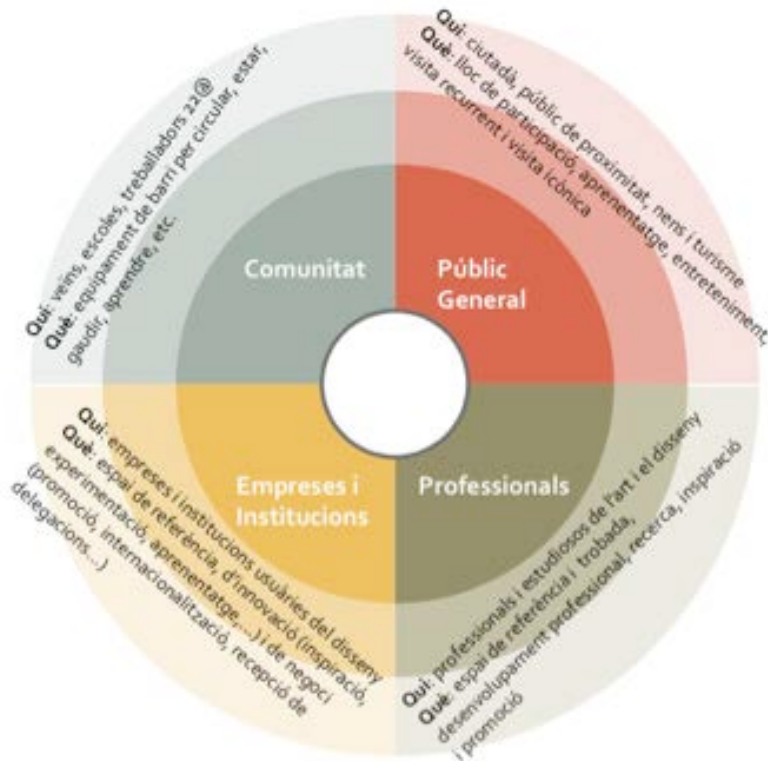 Qui: veïns, escoles, treballadors 22@
Què: equipament de barri per circular, estar,
gaudir, aprendre, etc.
Comunitat
Qui: ciutadà, públic de proximitat, nens i turisme
Què: lloc de participació, aprenentatge, entreteniment,
visita recurrent i visita icònica
Públic
General
Qui: empreses i institucions usuàries del disseny
Què: espai de referència, d'innovació (inspiració,
experimentació, aprenentatge,...) i de negoci
(promoció, internacionalització, recepció de
delegacions...)
Empreses i
Institucions
Professionals
Qui: professionals i estudiosos de l'art i el disseny
Què: espai de referència i trobada,
desenvolupament professional, recerca, inspiració
i promoció